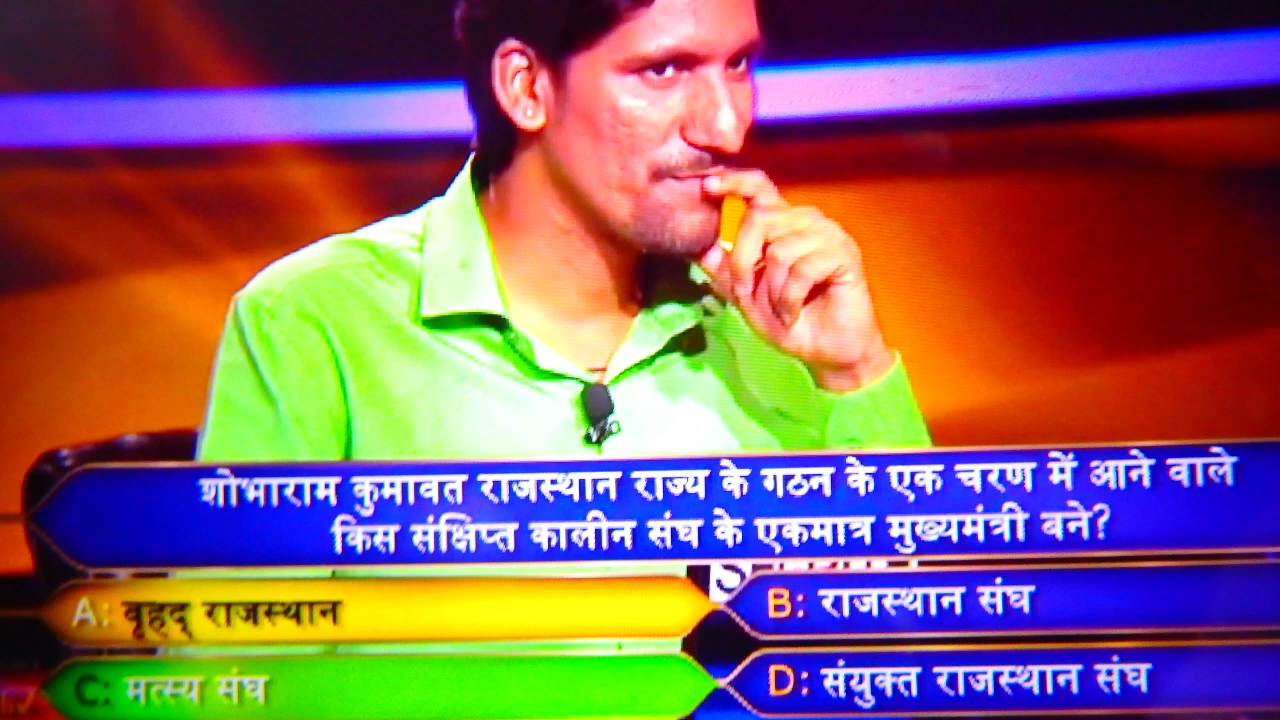 शोभाराम कुमावत राजस्थान राज्य के गठन के एक चरण में आने वाले
किस संक्षिप्त कालीन संघ के एकमात्र मुख्यमंत्री बने?
A: वृहद् राजस्थान
B: राजस्थान संघ
C: मत्स्य संघ
D: संयुक्त राजस्थान संघ